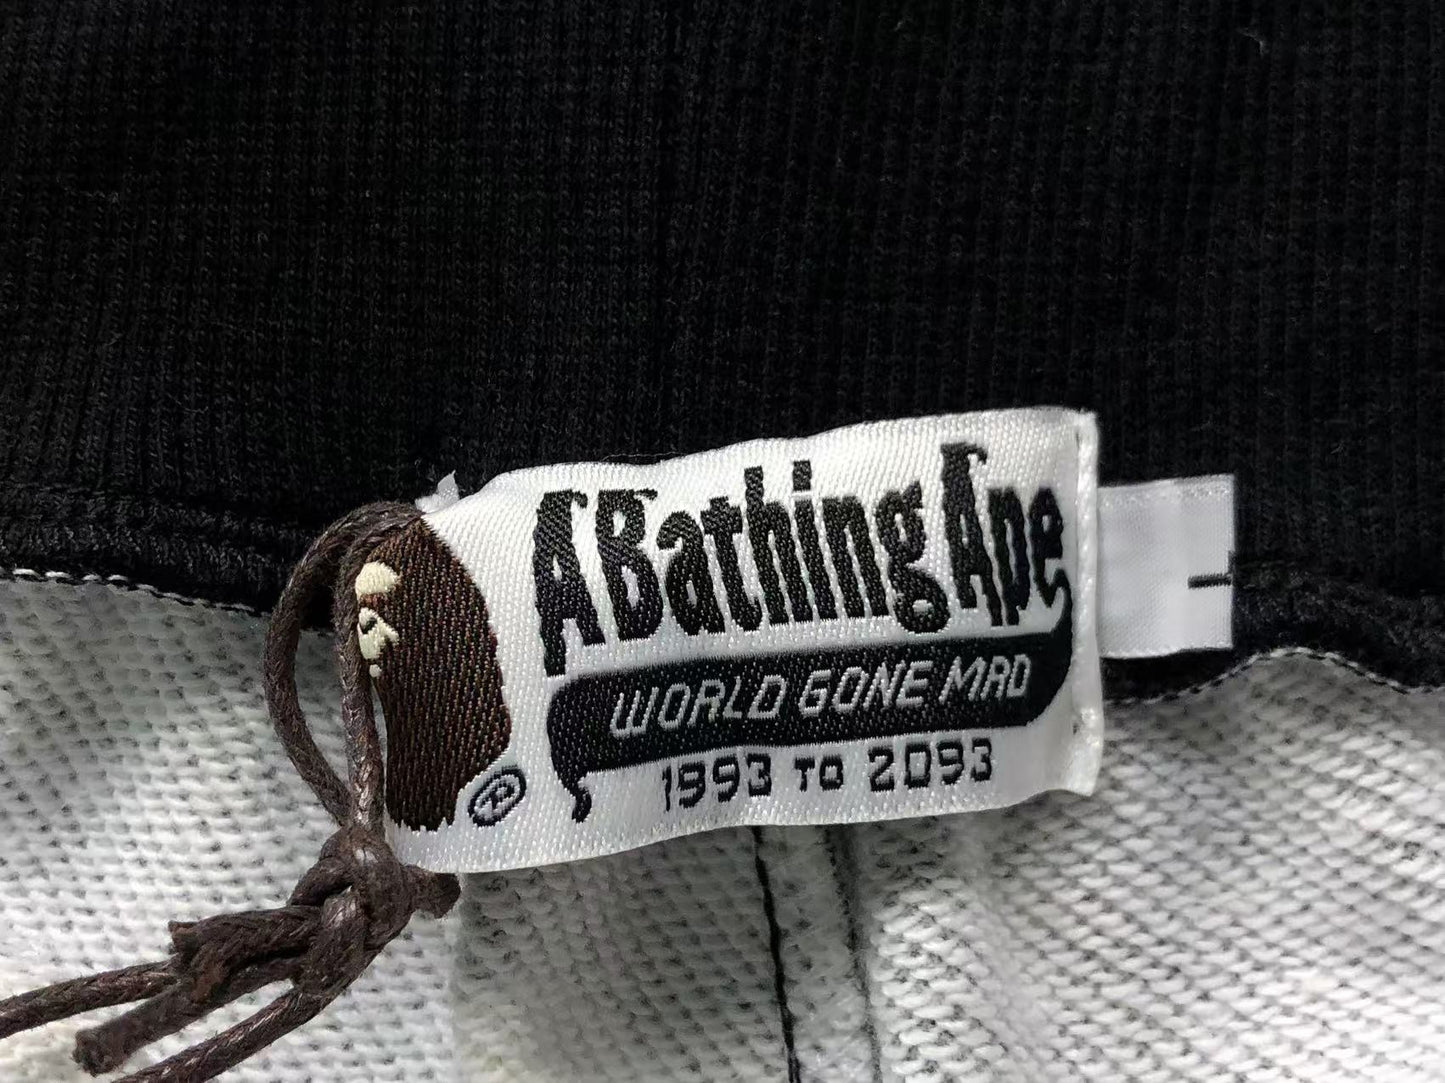 A Bathing Ape
WORLD GONE MAD
1993 TO 2093
®